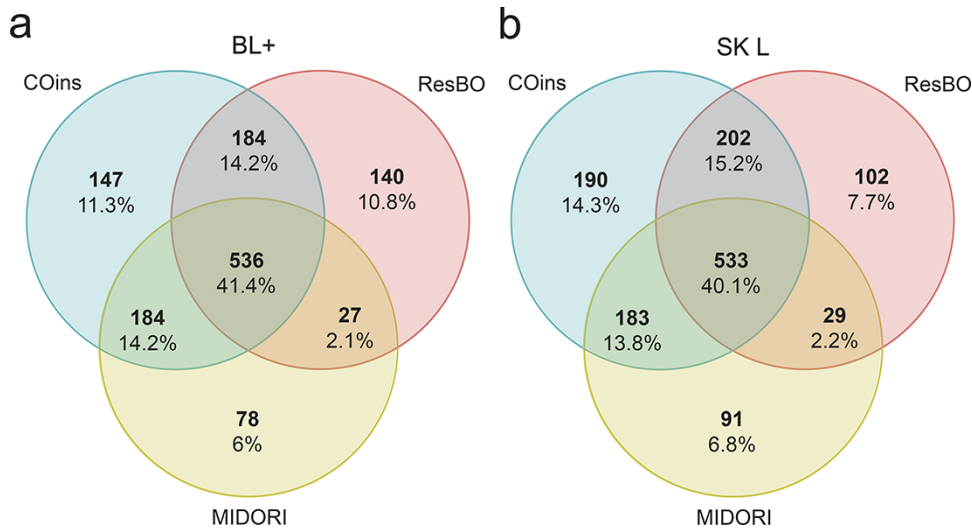 a
BL+
COins
ResBO
184
14.2%
147
11.3%
140
10.8%
536
41.4%
184
14.2%
27
2.1%
78
6%
MIDORI
b
SK L
COins
ResBO
202
15.2%
190
14.3%
102
7.7%
533
40.1%
183
13.8%
29
2.2%
91
6.8%
MIDORI